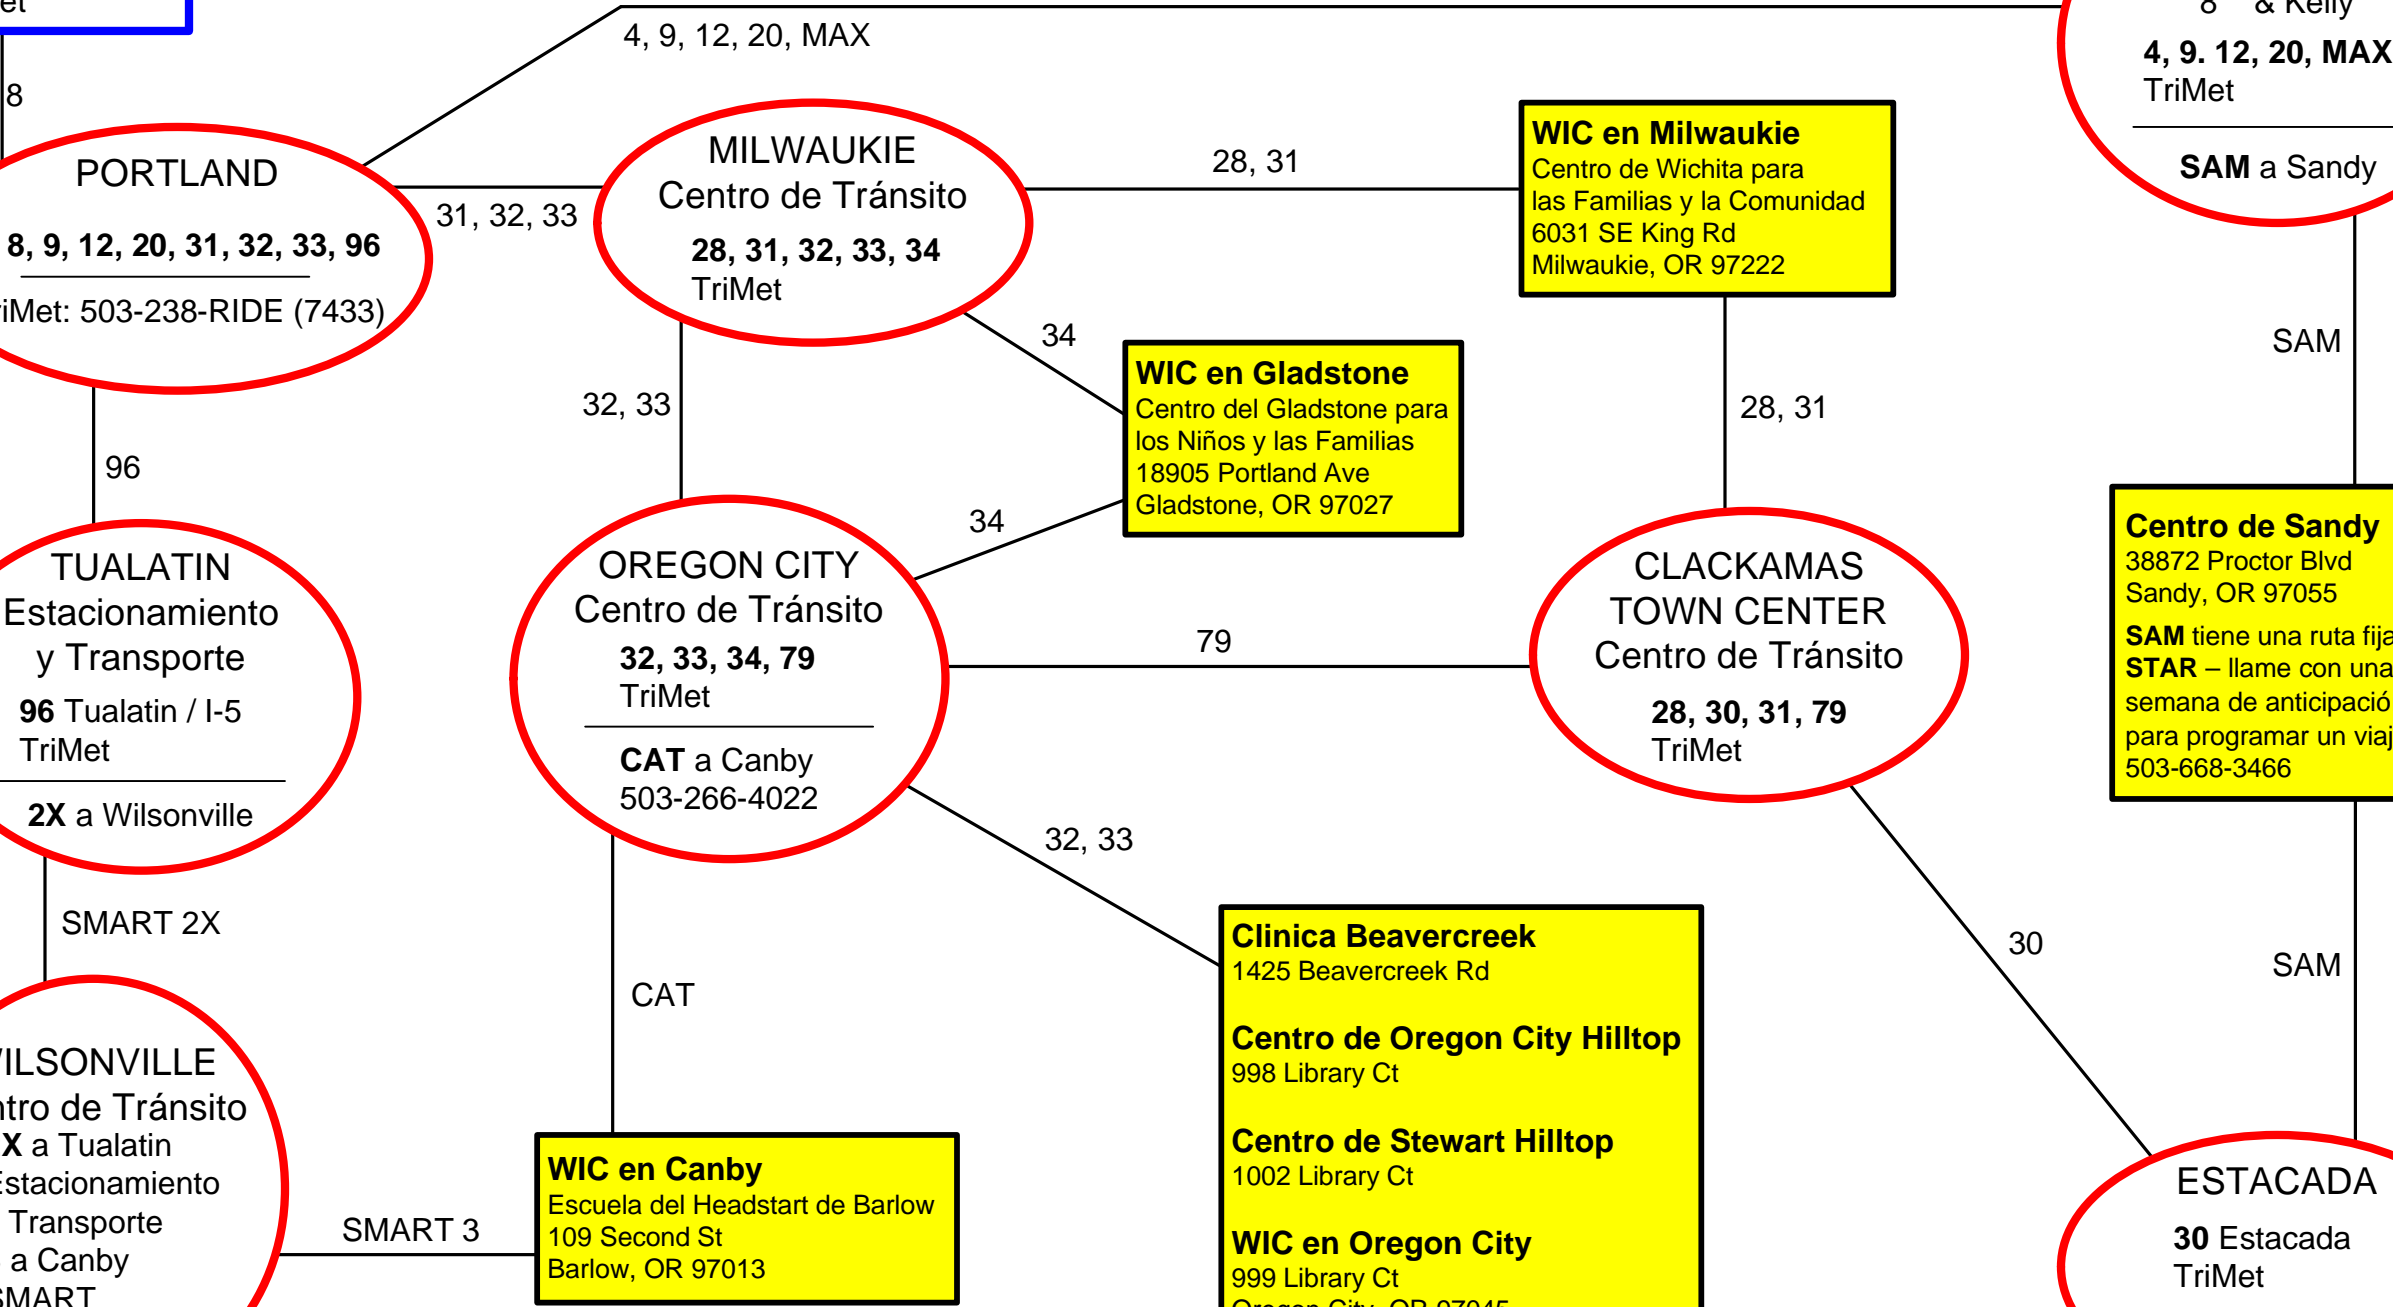 et
8
4, 9, 12, 20, MAX
8 & Kelly
4, 9. 12, 20, MAX
TriMet
SAM a Sandy
PORTLAND
8, 9, 12, 20, 31, 32, 33, 96
riMet: 503-238-RIDE (7433)
31, 32, 33
MILWAUKIE
Centro de Tránsito
28, 31, 32, 33, 34
TriMet
28, 31
WIC en Milwaukie
Centro de Wichita para
las Familias y la Comunidad
6031 SE King Rd
Milwaukie, OR 97222
SAM
34
WIC en Gladstone
Centro del Gladstone para
los Niños y las Familias
18905 Portland Ave
Gladstone, OR 97027
32, 33
28, 31
96
34
TUALATIN
Estacionamiento
y Transporte
96 Tualatin / I-5
TriMet
2X a Wilsonville
OREGON CITY
Centro de Tránsito
32, 33, 34, 79
TriMet
CAT a Canby
503-266-4022
79
CLACKAMAS
TOWN CENTER
Centro de Tránsito
28, 30, 31, 79
TriMet
Centro de Sandy
38872 Proctor Blvd
Sandy, OR 97055
SAM tiene una ruta fija
STAR – llame con una
semana de anticipació
para programar un viaj
503-668-3466
32, 33
SMART 2X
CAT
30
SAM
Clinica Beavercreek
1425 Beavercreek Rd
Centro de Oregon City Hilltop
998 Library Ct
Centro de Stewart Hilltop
1002 Library Ct
WIC en Oregon City
999 Library Ct
Oregon City, OR 97045
ILSONVILLE
ntro de Tránsito
X a Tualatin
Estacionamiento
Transporte
a Canby
SMART
SMART 3
WIC en Canby
Escuela del Headstart de Barlow
109 Second St
Barlow, OR 97013
ESTACADA
30 Estacada
TriMet